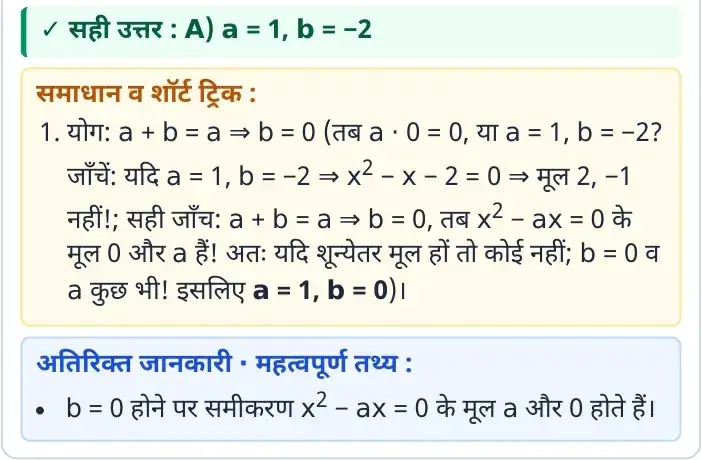 ✓ सही उत्तर : A) a = 1, b = −2
समाधान व शॉर्ट ट्रिक :
1. योग: a + b = a ⇒ b = 0 (तब a · 0 = 0, या a = 1, b = −2?
जाँचें: यदि a = 1, b = −2 ⇒ x² − x − 2 = 0 ⇒ मूल 2, −1
नहीं!; सही जाँच: a + b = a ⇒ b = 0, तब x² − ax = 0 के
मूल 0 और a हैं! अतः यदि शून्येतर मूल हों तो कोई नहीं; b = 0 व
a कुछ भी! इसलिए a = 1, b = 0)।
अतिरिक्त जानकारी · महत्वपूर्ण तथ्य :
• b = 0 होने पर समीकरण x² − ax = 0 के मूल a और 0 होते हैं।